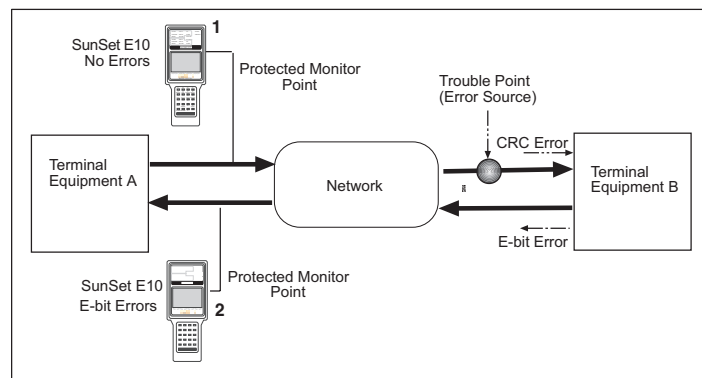 SunSet E10
No Errors
1
Protected Monitor
Point
Trouble Point
(Error Source)
CRC Error
Terminal
Equipment A
Network
Terminal
Equipment B
E-bit Error
SunSet E10
E-bit Errors
2
Protected Monitor
Point